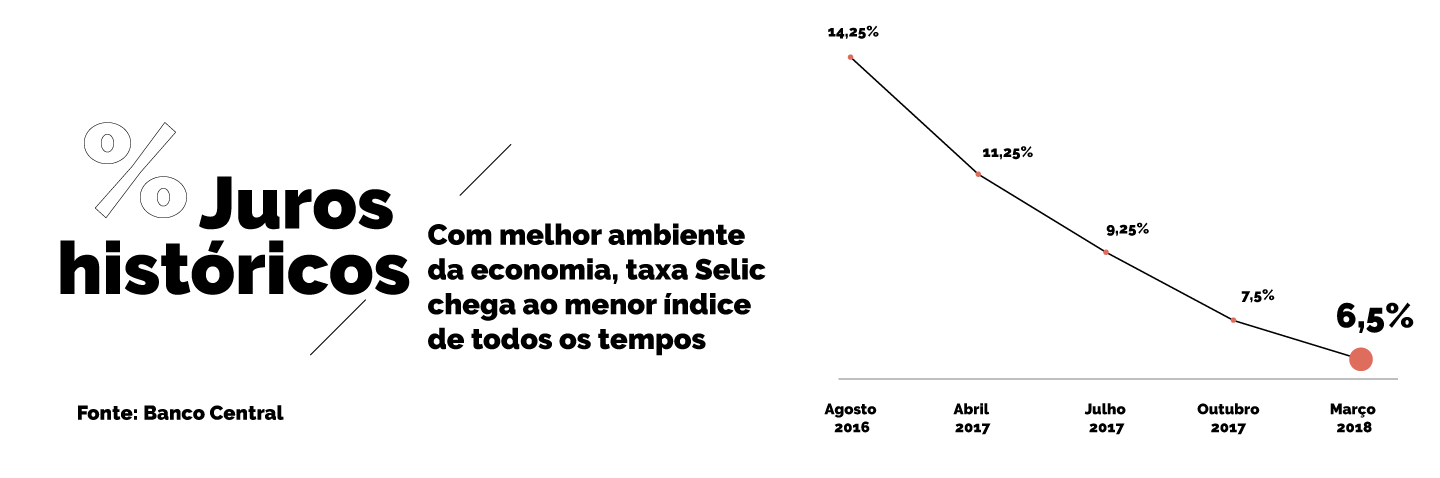 % Juros
históricos
Com melhor ambiente
da economia, taxa Selic
chega ao menor índice
de todos os tempos
Fonte: Banco Central
14,25%
11,25%
9,25%
7,5%
6,5%
Agosto
2016
Abril
2017
Julho
2017
Outubro
2017
Março
2018